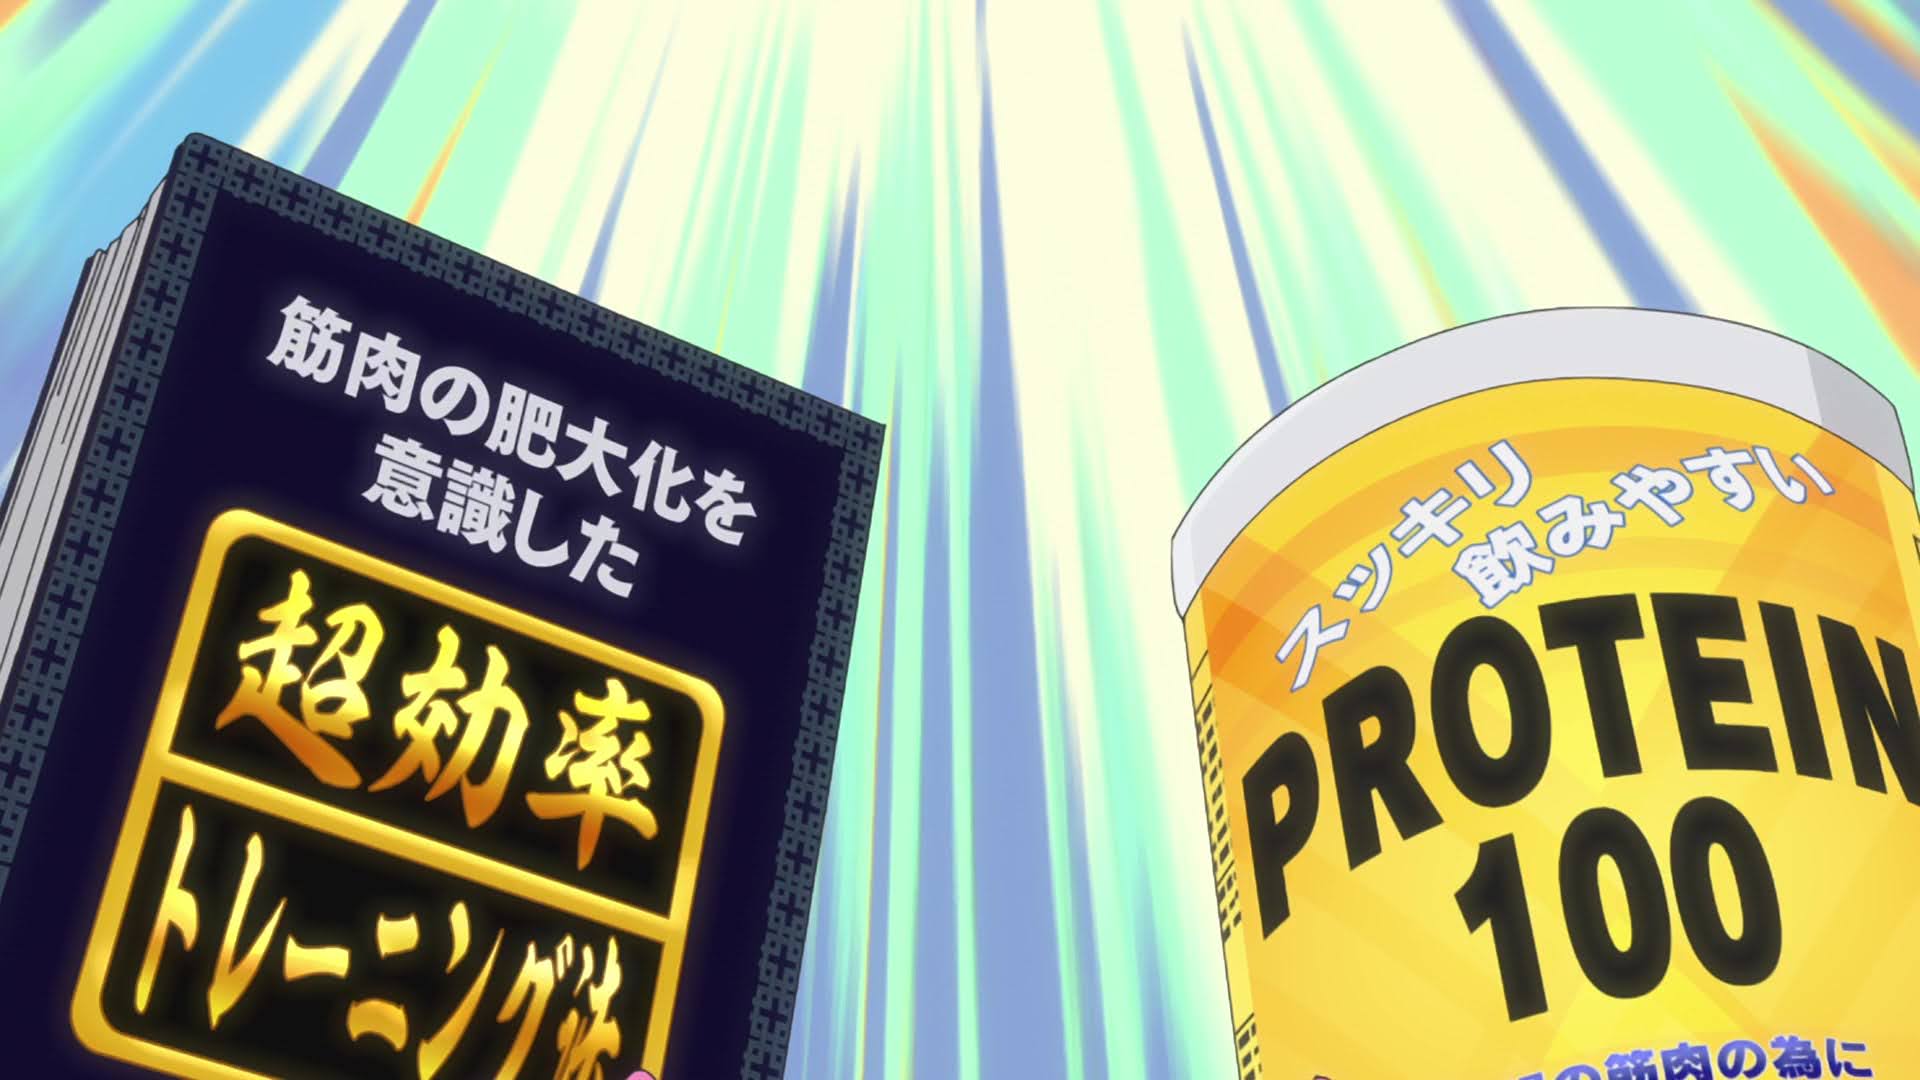 筋肉の肥大化を
意識した
超効率
トレーニング法
スッキリ
飲みやすい
PROTEIN
100
の筋肉の為に